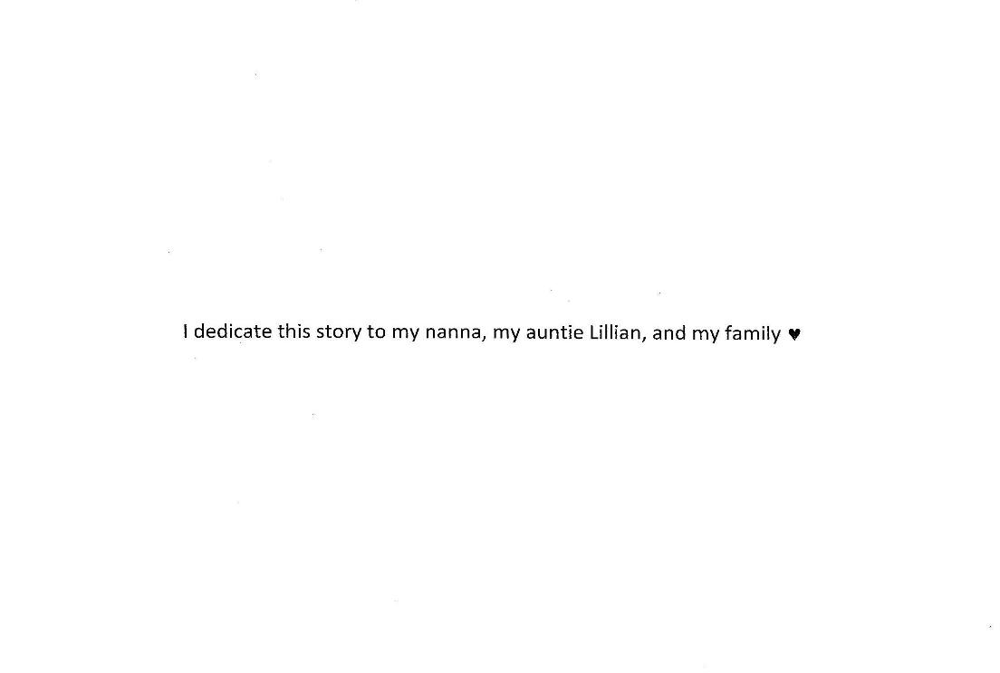 I dedicate this story to my nanna, my auntie Lillian, and my family ♥